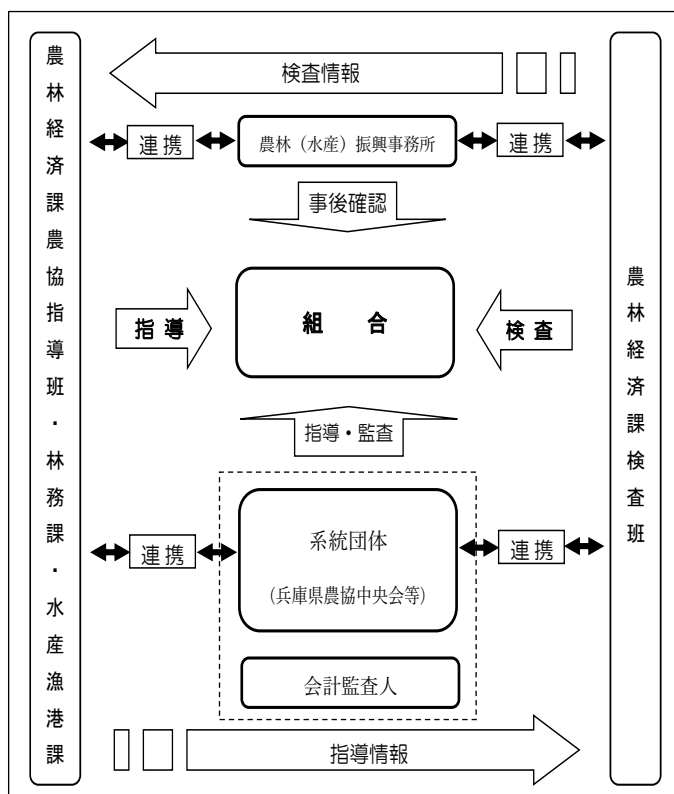 農林経済課農協指導班・林務課・水産漁港課
検査情報
連携
農林（水産）振興事務所
連携
事後確認
指導
組　合
検査
指導・監査
連携
系統団体
(兵庫県農協中央会等)
連携
会計監査人
指導情報
農林経済課検査班